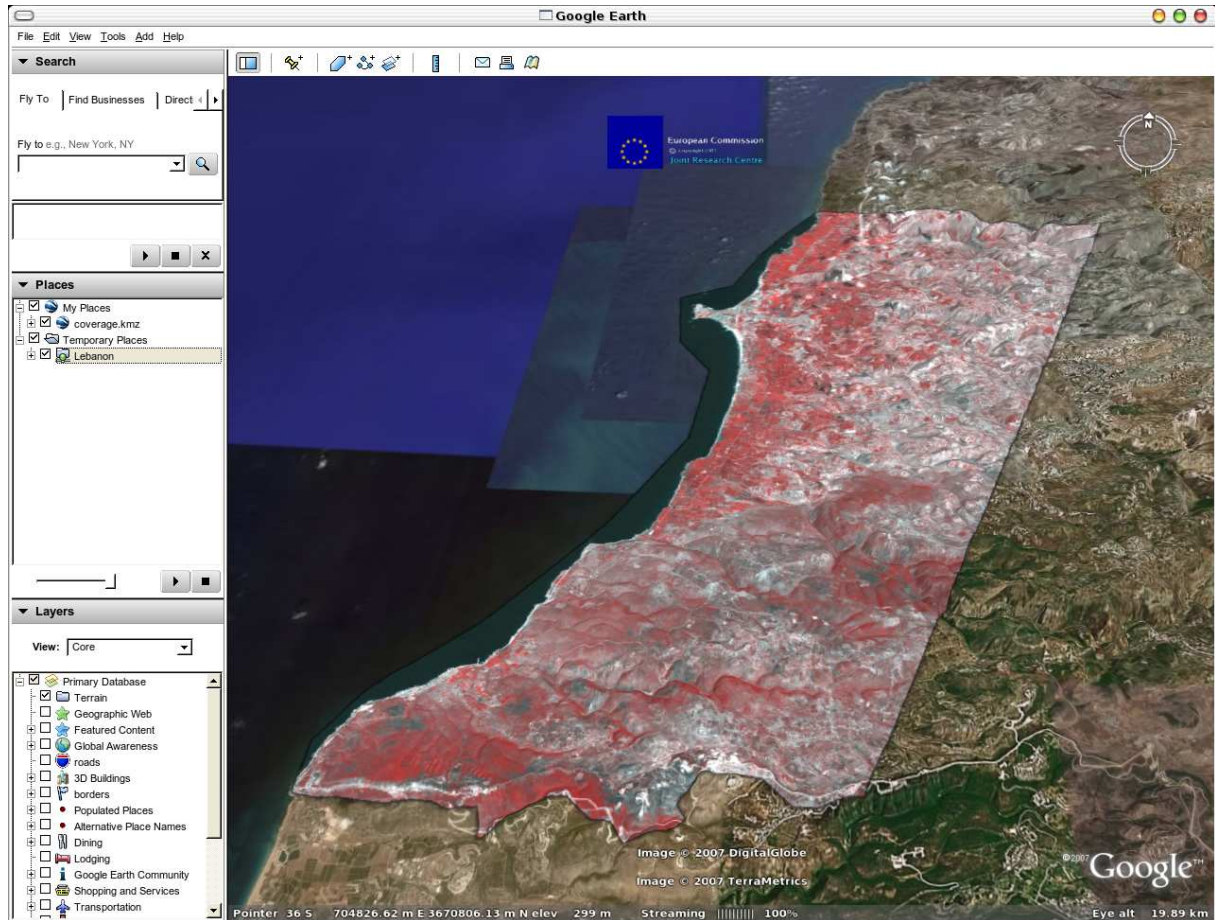 Google Earth
File Edit View Tools Add Help
Search
Fly To Find Businesses Direct
Fly to e.g., New York, NY
Places
My Places
coverage.kmz
Temporary Places
Lebanon
Layers
View: Core
Primary Database
Terrain
Geographic Web
Featured Content
Global Awareness
roads
3D Buildings
borders
Populated Places
Alternative Place Names
Dining
Lodging
Google Earth Community
Shopping and Services
Transportation
European Commission
Joint Research Centre
N
Image © 2007 DigitalGlobe
Image © 2007 TerraMetrics
©2007 Google™
Pointer 36 S 704826.62 m E 3670806.13 m N elev 299 m Streaming |||||||||| 100% Eye alt 19.89 km